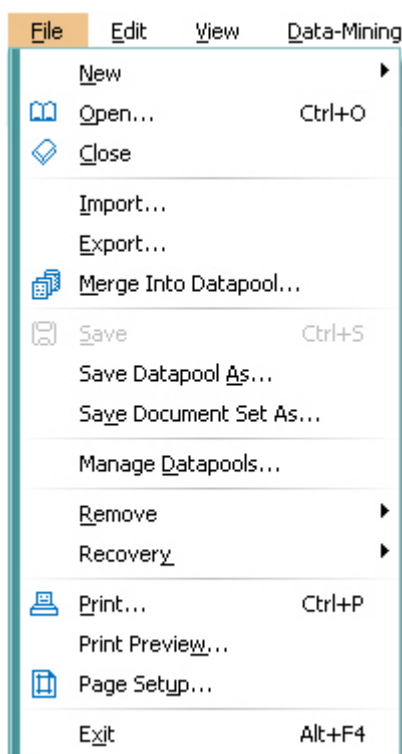 File Edit View Data-Mining
New
Open... Ctrl+O
Close
Import...
Export...
Merge Into Datapool...
Save Ctrl+S
Save Datapool As...
Save Document Set As...
Manage Datapools...
Remove
Recovery
Print... Ctrl+P
Print Preview...
Page Setup...
Exit Alt+F4